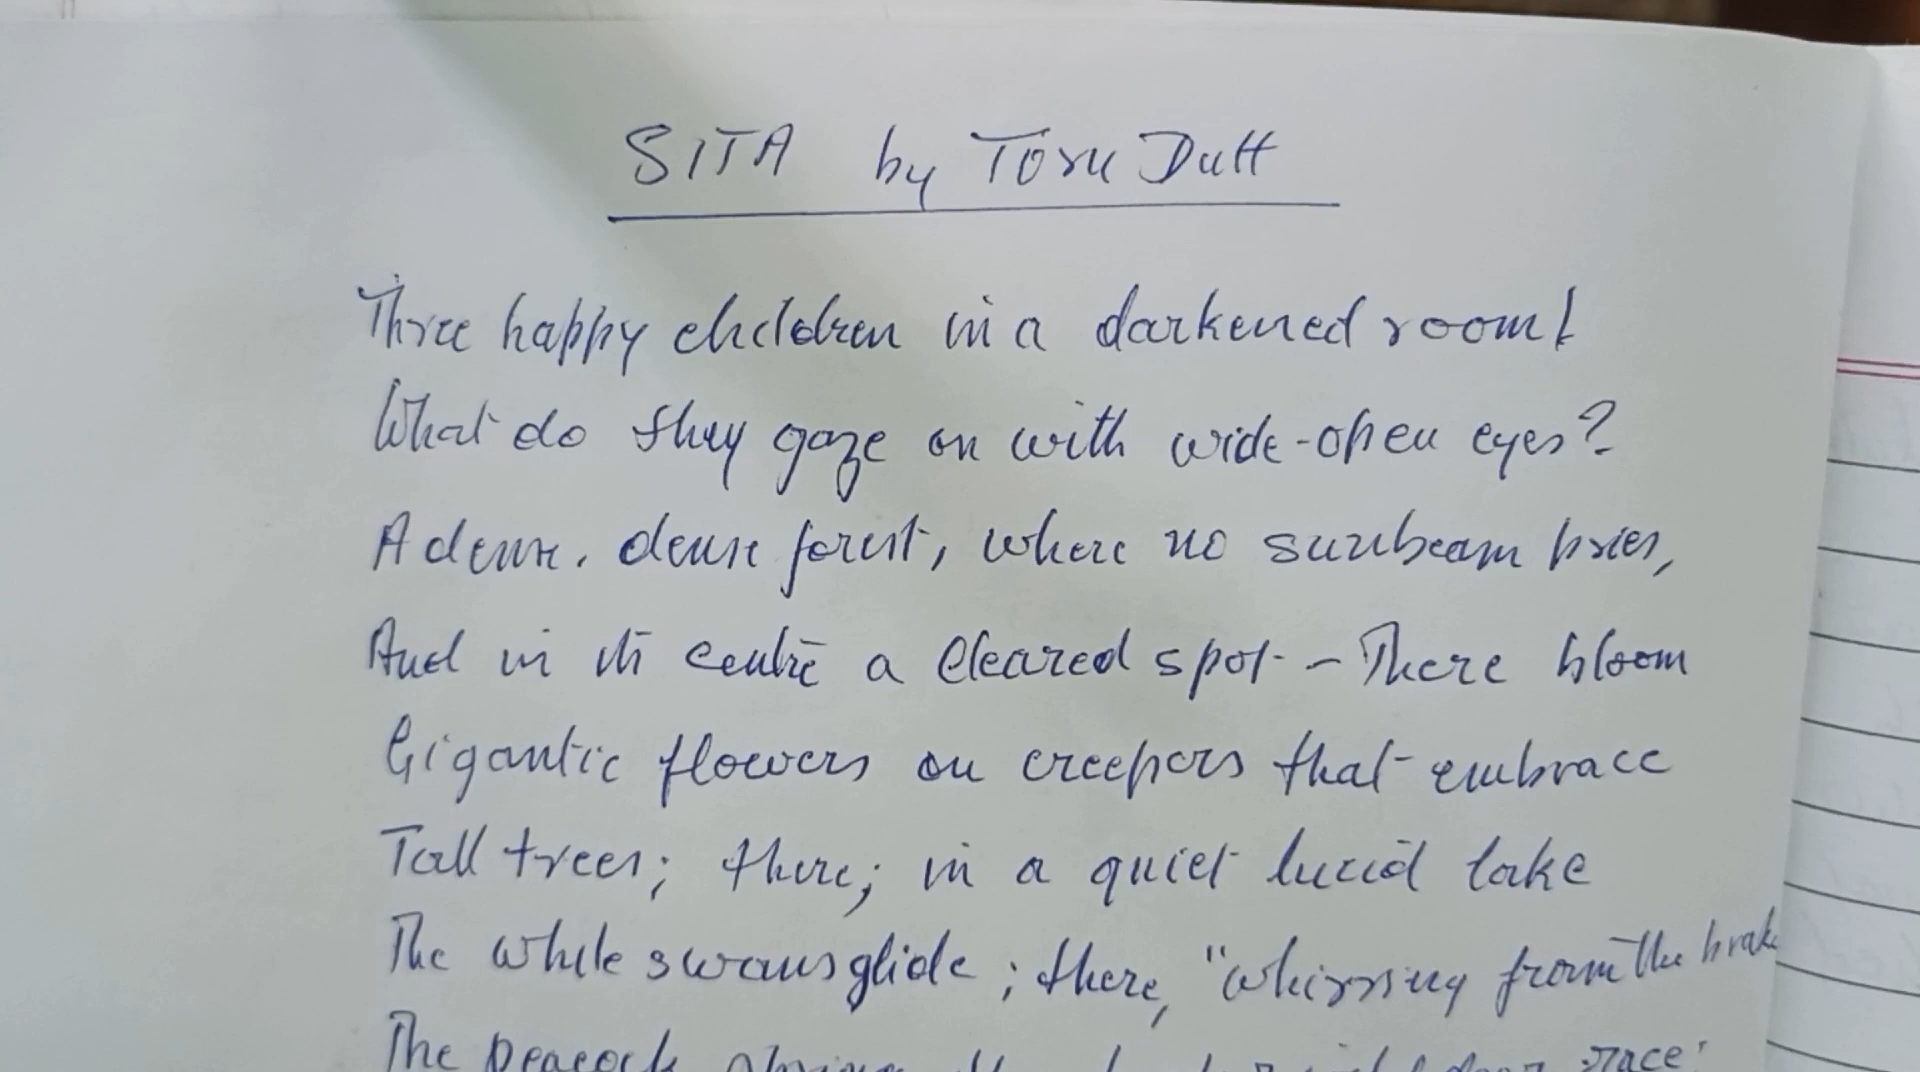 SITA by Toru Dutt
Three happy children in a darkened room!
What do they gaze on with wide-open eyes?
A dense, dense forest, where no sunbeam pries,
And in its centre a cleared spot - There bloom
Gigantic flowers on creepers that embrace
Tall trees; there; in a quiet lucid lake
The white swans glide; there, "whirring from the brake
The peacock